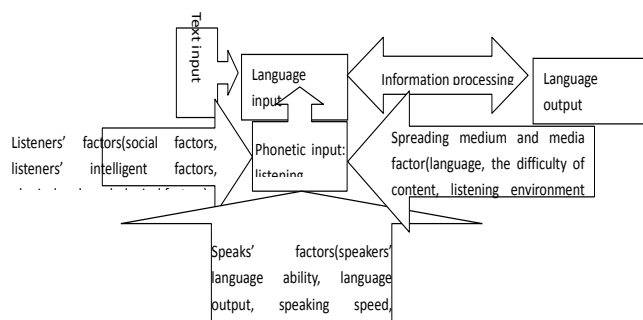 Text input
Language
input
Information processing
Language
output
Listeners' factors(social factors,
listeners' intelligent factors,
Phonetic input:
listening
Spreading medium and media
factor(language, the difficulty of
content, listening environment
Speaks' factors(speakers'
language ability, language
output, speaking speed,